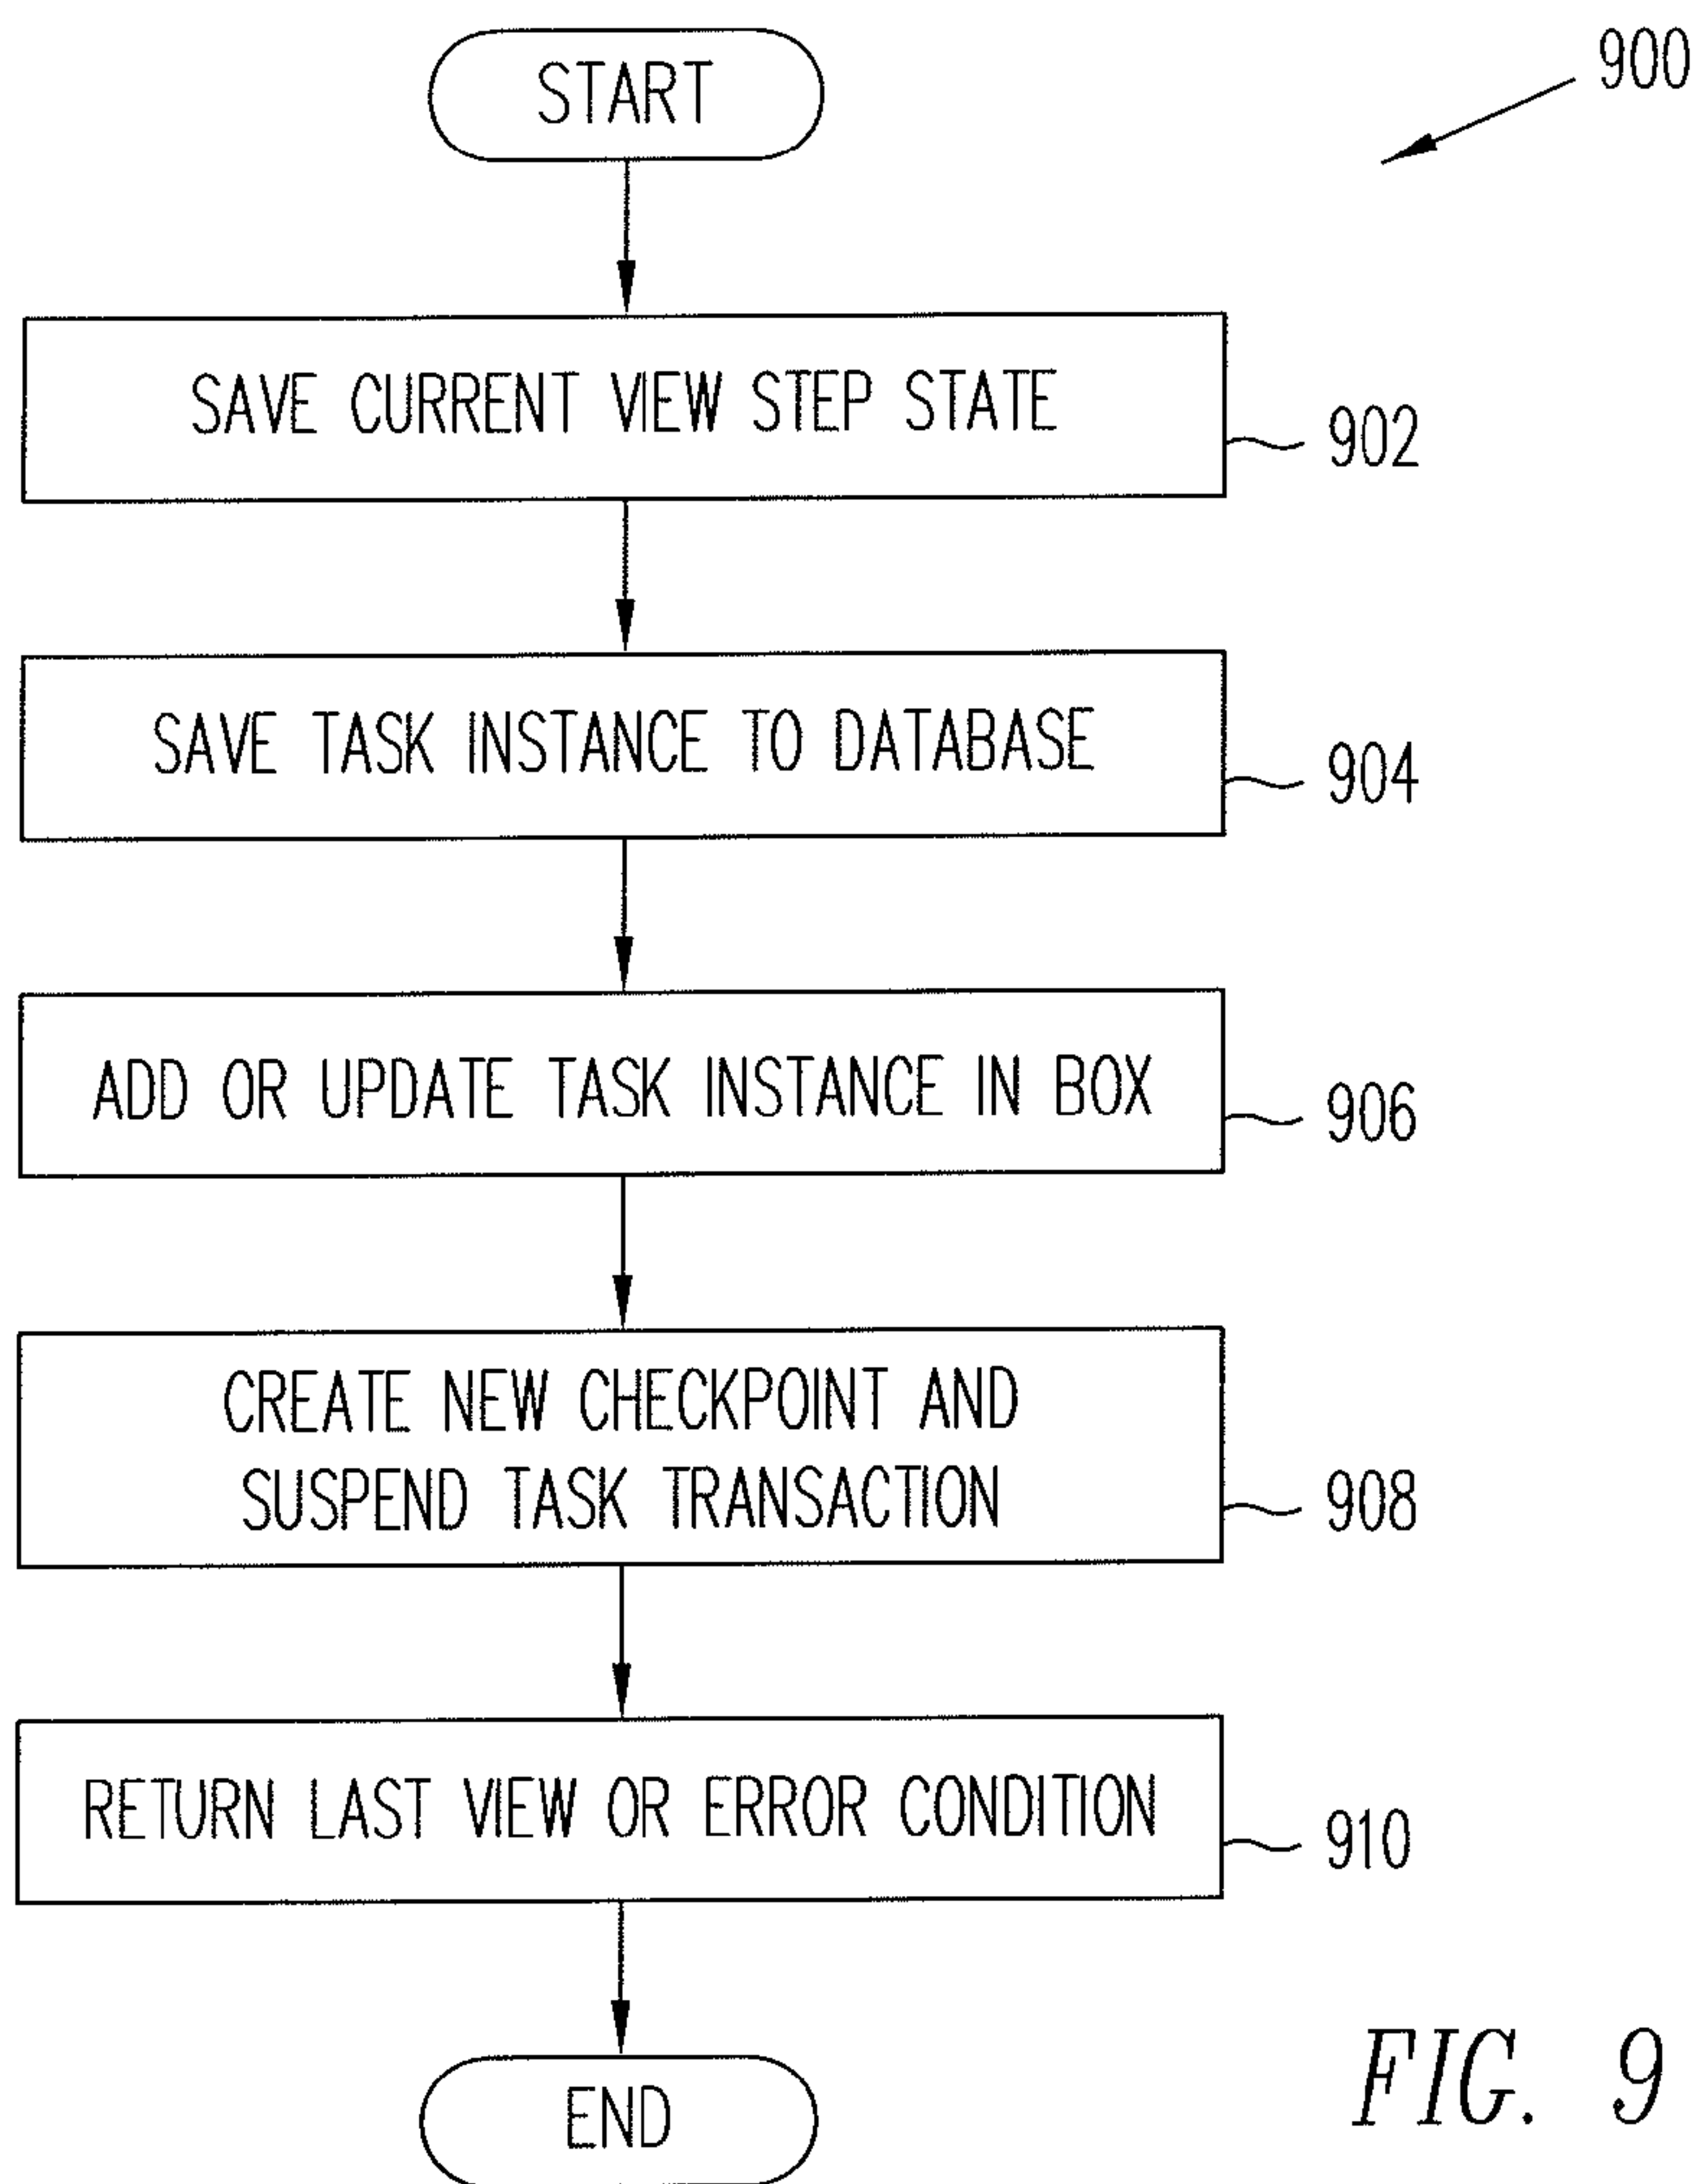 START
900
SAVE CURRENT VIEW STEP STATE
902
SAVE TASK INSTANCE TO DATABASE
904
ADD OR UPDATE TASK INSTANCE IN BOX
906
CREATE NEW CHECKPOINT AND
SUSPEND TASK TRANSACTION
908
RETURN LAST VIEW OR ERROR CONDITION
910
END
FIG. 9